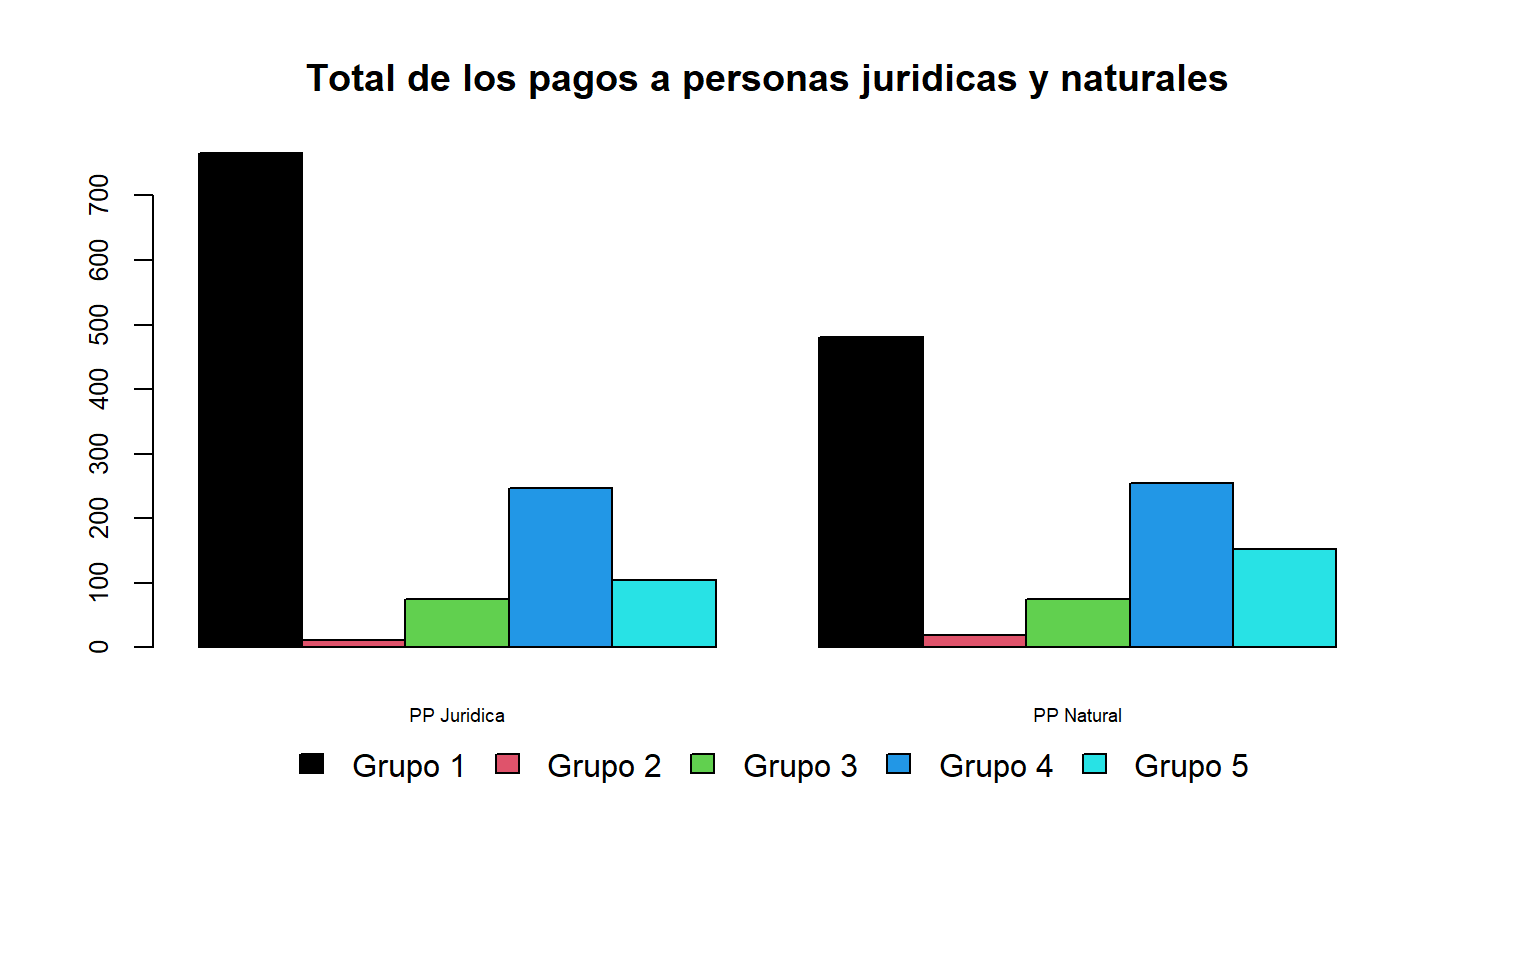 Total de los pagos a personas juridicas y naturales
700
600
500
400
300
200
100
0
PP Juridica PP Natural
Grupo 1 Grupo 2 Grupo 3 Grupo 4 Grupo 5